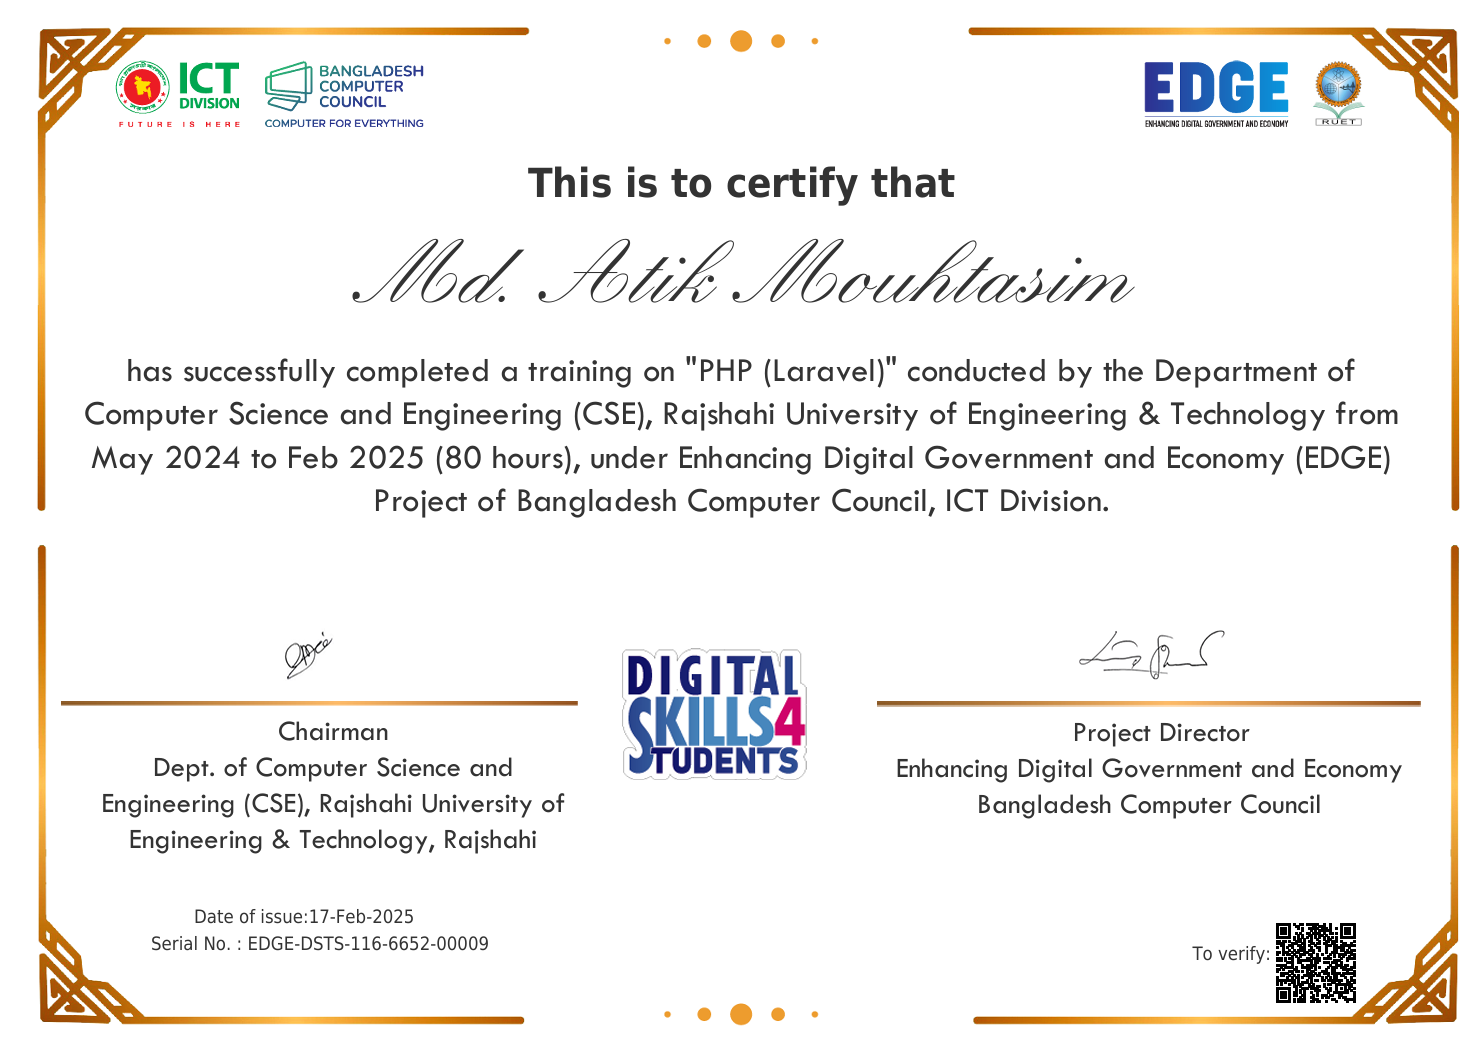 ICT
DIVISION
FUTURE IS HERE
BANGLADESH
COMPUTER
COUNCIL
COMPUTER FOR EVERYTHING
EDGE
ENHANCING DIGITAL GOVERNMENT AND ECONOMY
RUET
This is to certify that
Md. Atik Mouhtasim
has successfully completed a training on "PHP (Laravel)" conducted by the Department of
Computer Science and Engineering (CSE), Rajshahi University of Engineering & Technology from
May 2024 to Feb 2025 (80 hours), under Enhancing Digital Government and Economy (EDGE)
Project of Bangladesh Computer Council, ICT Division.
Chairman
Dept. of Computer Science and
Engineering (CSE), Rajshahi University of
Engineering & Technology, Rajshahi
DIGITAL
SKILLS4
STUDENTS
Project Director
Enhancing Digital Government and Economy
Bangladesh Computer Council
Date of issue:17-Feb-2025
Serial No. : EDGE-DSTS-116-6652-00009
To verify: